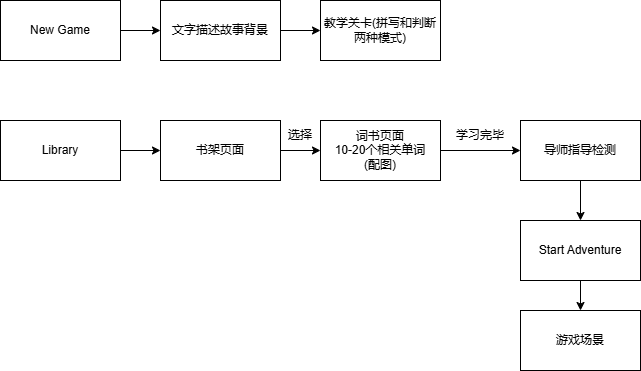 New Game
文字描述故事背景
教学关卡(拼写和判断
两种模式)
Library
书架页面
选择
词书页面
10-20个相关单词
(配图)
学习完毕
导师指导检测
Start Adventure
游戏场景